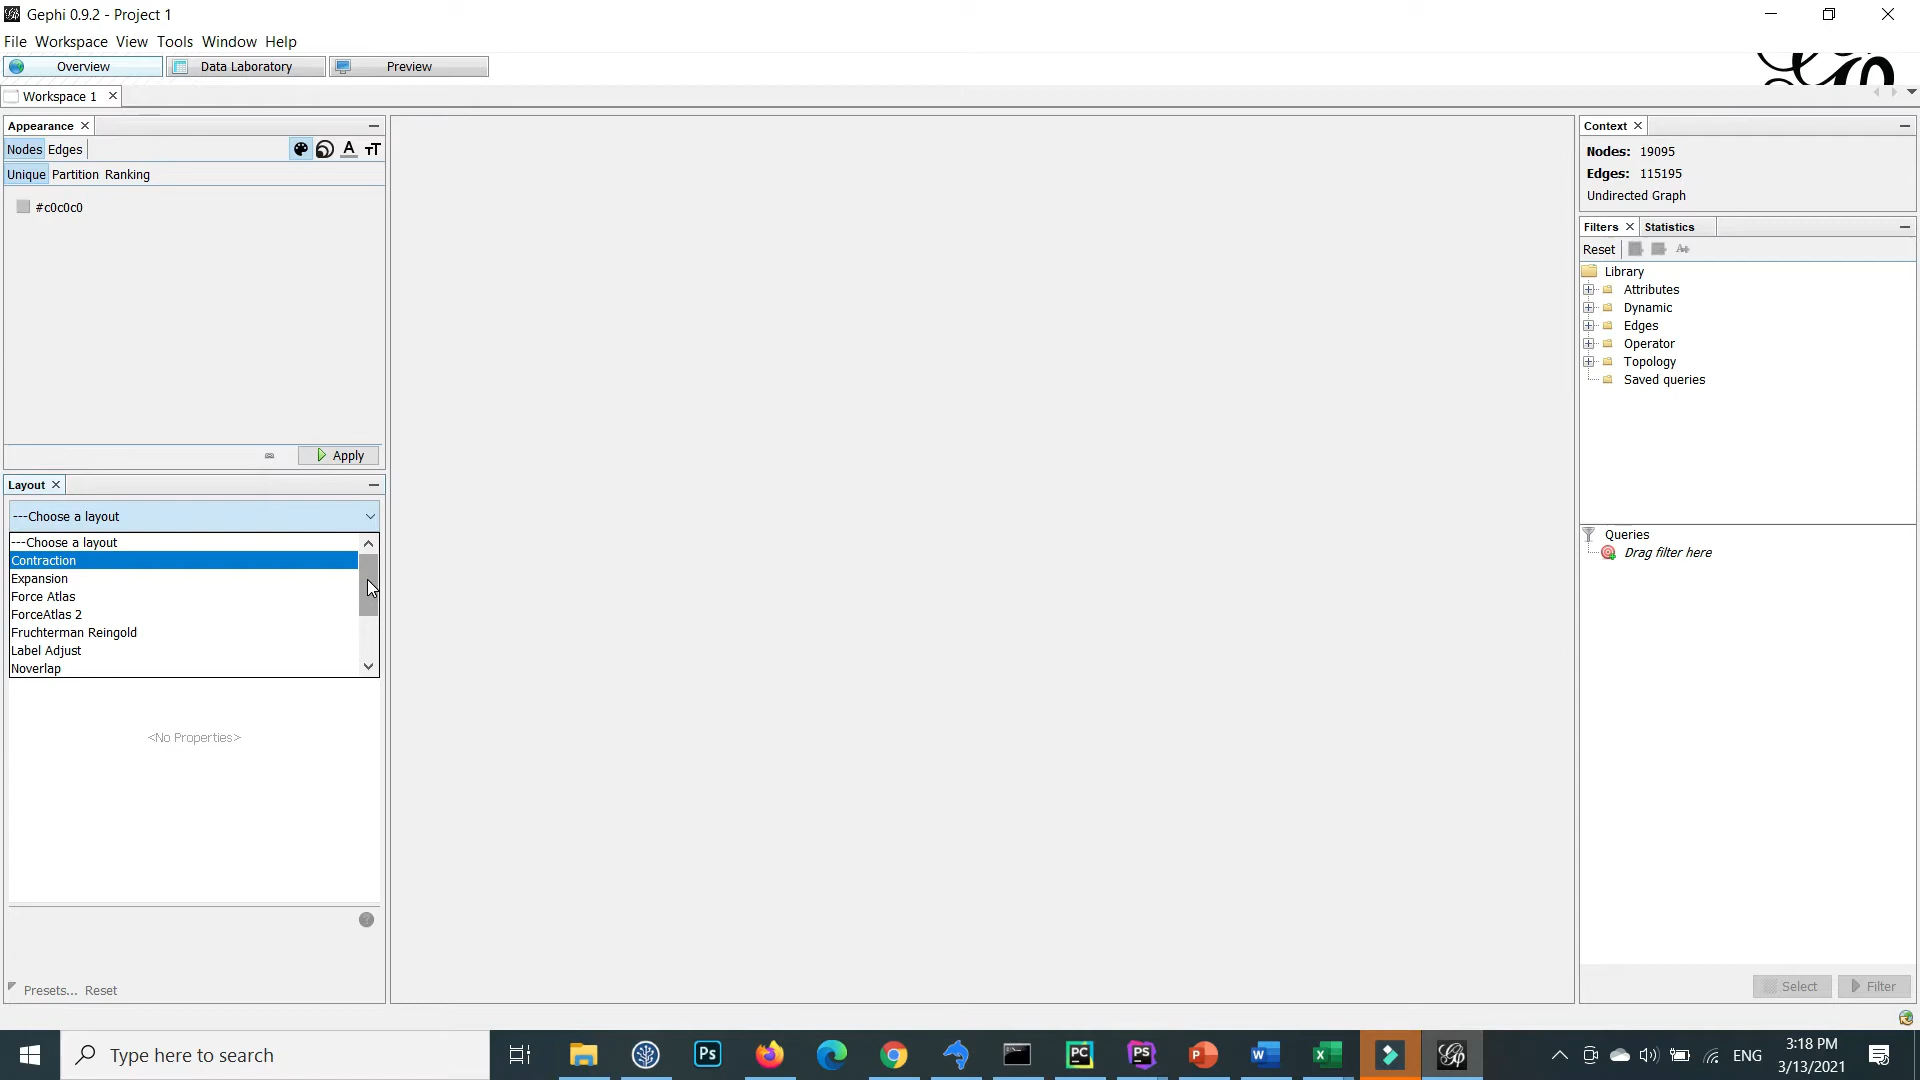 Gephi 0.9.2 - Project 1
File Workspace View Tools Window Help
Overview Data Laboratory Preview
Workspace 1
Appearance
Nodes Edges
Unique Partition Ranking
#c0c0c0
Apply
Layout
---Choose a layout
---Choose a layout
Contraction
Expansion
Force Atlas
ForceAtlas 2
Fruchterman Reingold
Label Adjust
Noverlap
<No Properties>
Presets... Reset
Context
Nodes: 19095
Edges: 115195
Undirected Graph
Filters Statistics
Reset
Library
Attributes
Dynamic
Edges
Operator
Topology
Saved queries
Queries
Drag filter here
Select Filter
Type here to search
ENG
3:18 PM
3/13/2021